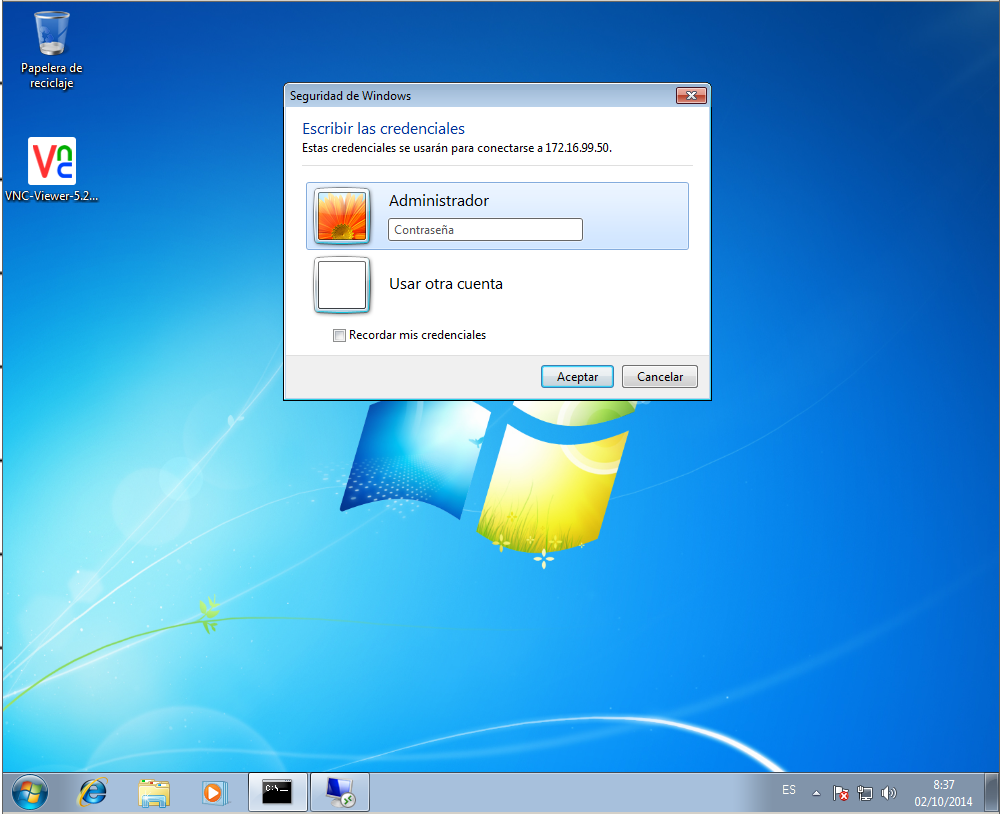 Papelera de
reciclaje
VNC-Viewer-5.2...
Seguridad de Windows
Escribir las credenciales
Estas credenciales se usarán para conectarse a 172.16.99.50.
Administrador
Contraseña
Usar otra cuenta
Recordar mis credenciales
Aceptar
Cancelar
C:\
ES
8:37
02/10/2014